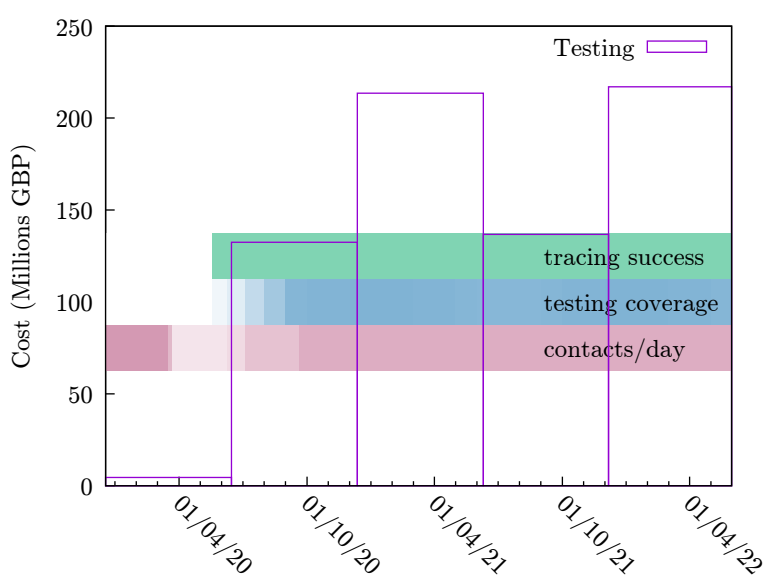 Testing
Cost (Millions GBP)
250
200
150
100
50
0
tracing success
testing coverage
contacts/day
01/04/20
01/10/20
01/04/21
01/10/21
01/04/22